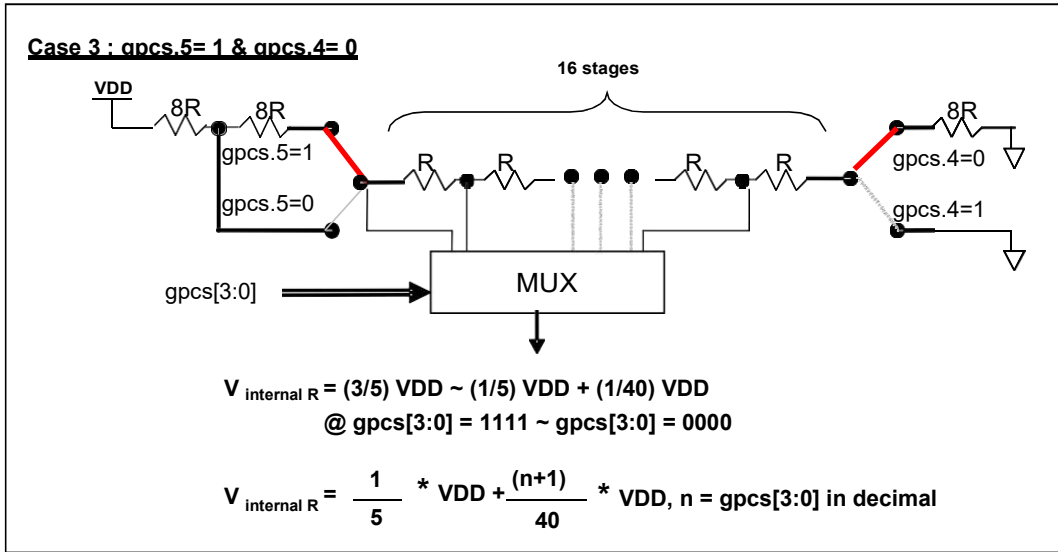 Case 3 : gpcs.5= 1 & gpcs.4= 0
16 stages
VDD
8R 8R 8R
gpcs.5=1 gpcs.4=0
R R R R
gpcs.5=0 gpcs.4=1
MUX
gpcs[3:0]
V internal R = (3/5) VDD ~ (1/5) VDD + (1/40) VDD
@ gpcs[3:0] = 1111 ~ gpcs[3:0] = 0000
V internal R = 1/5 * VDD + (n+1)/40 * VDD, n = gpcs[3:0] in decimal